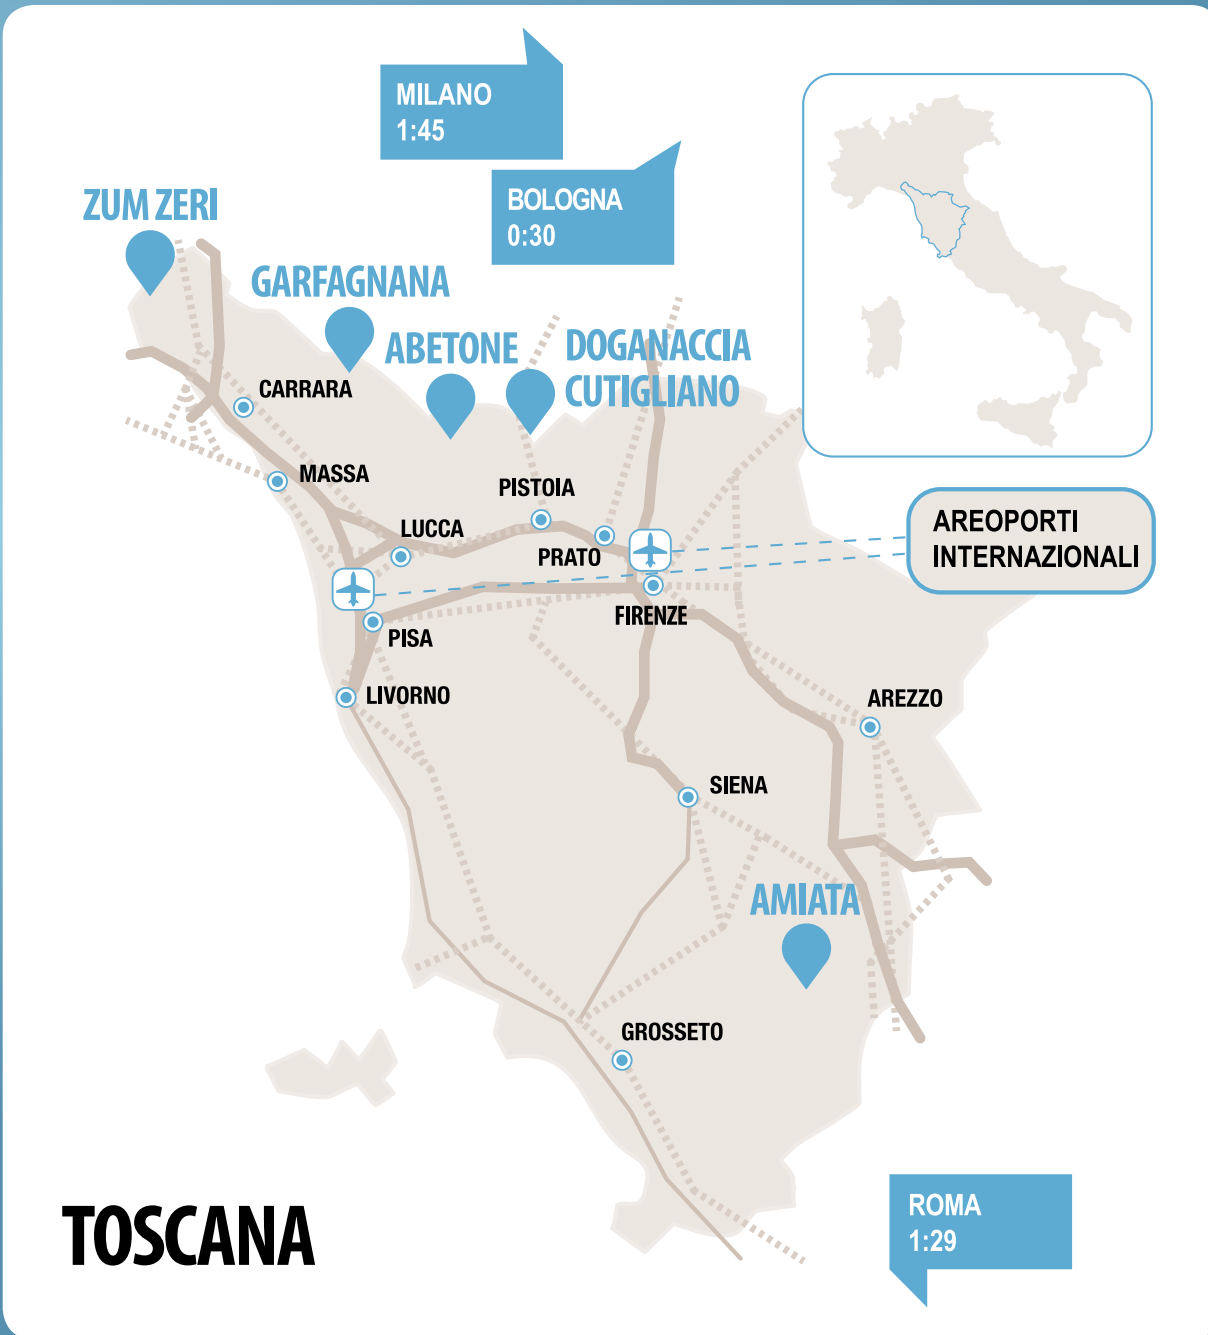 MILANO
1:45
BOLOGNA
0:30
ZUM ZERI
GARFAGNANA
ABETONE
DOGANACCIA
CUTIGLIANO
CARRARA
MASSA
PISTOIA
LUCCA
PRATO
AREOPORTI
INTERNAZIONALI
FIRENZE
PISA
LIVORNO
AREZZO
SIENA
AMIATA
GROSSETO
TOSCANA
ROMA
1:29